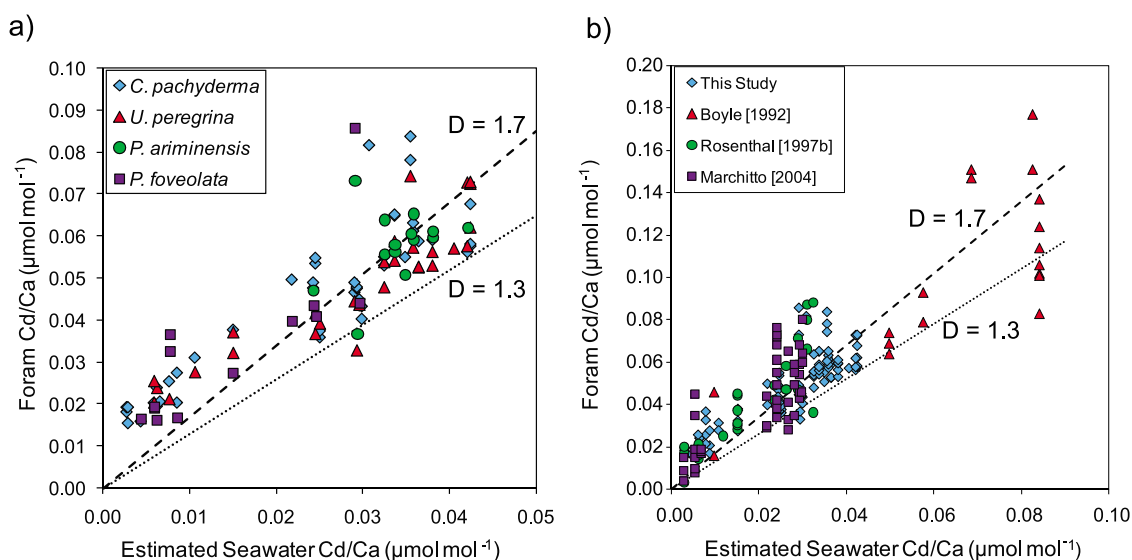 a)
Foram Cd/Ca (µmol mol⁻¹)
0.10
0.09
0.08
0.07
0.06
0.05
0.04
0.03
0.02
0.01
0.00
C. pachyderma
U. peregrina
P. ariminensis
P. foveolata
D = 1.7
D = 1.3
0.00 0.01 0.02 0.03 0.04 0.05
Estimated Seawater Cd/Ca (µmol mol⁻¹)
b)
Foram Cd/Ca (µmol mol⁻¹)
0.20
0.18
0.16
0.14
0.12
0.10
0.08
0.06
0.04
0.02
0.00
This Study
Boyle [1992]
Rosenthal [1997b]
Marchitto [2004]
D = 1.7
D = 1.3
0.00 0.02 0.04 0.06 0.08 0.10
Estimated Seawater Cd/Ca (µmol mol⁻¹)